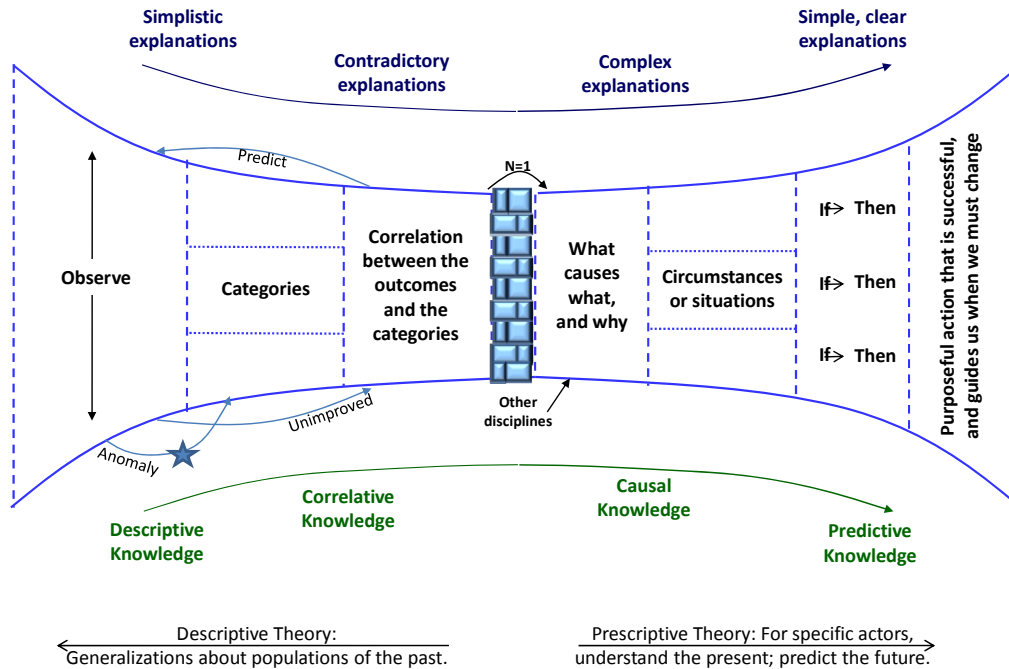 Simplistic
explanations
Contradictory
explanations
Complex
explanations
Simple, clear
explanations
Predict
N=1
Observe
Categories
Correlation
between the
outcomes
and the
categories
What
causes
what,
and why
Circumstances
or situations
If Then
If Then
If Then
Purposeful action that is successful,
and guides us when we must change
Anomaly
Unimproved
Other
disciplines
Descriptive
Knowledge
Correlative
Knowledge
Causal
Knowledge
Predictive
Knowledge
Descriptive Theory:
Generalizations about populations of the past.
Prescriptive Theory: For specific actors,
understand the present; predict the future.